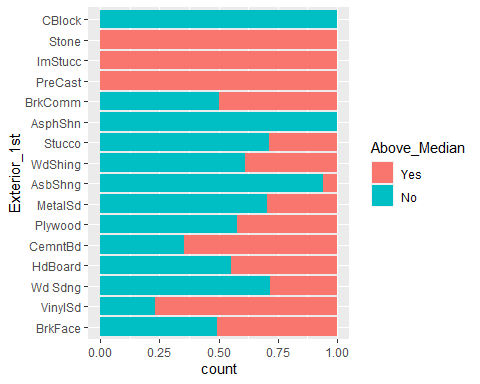 CBlock
Stone
ImStucc
PreCast
BrkComm
AsphShn
Stucco
WdShing
AsbShng
MetalSd
Plywood
CemntBd
HdBoard
Wd Sdng
VinylSd
BrkFace
Exterior_1st
0.00 0.25 0.50 0.75 1.00
count
Above_Median
Yes
No